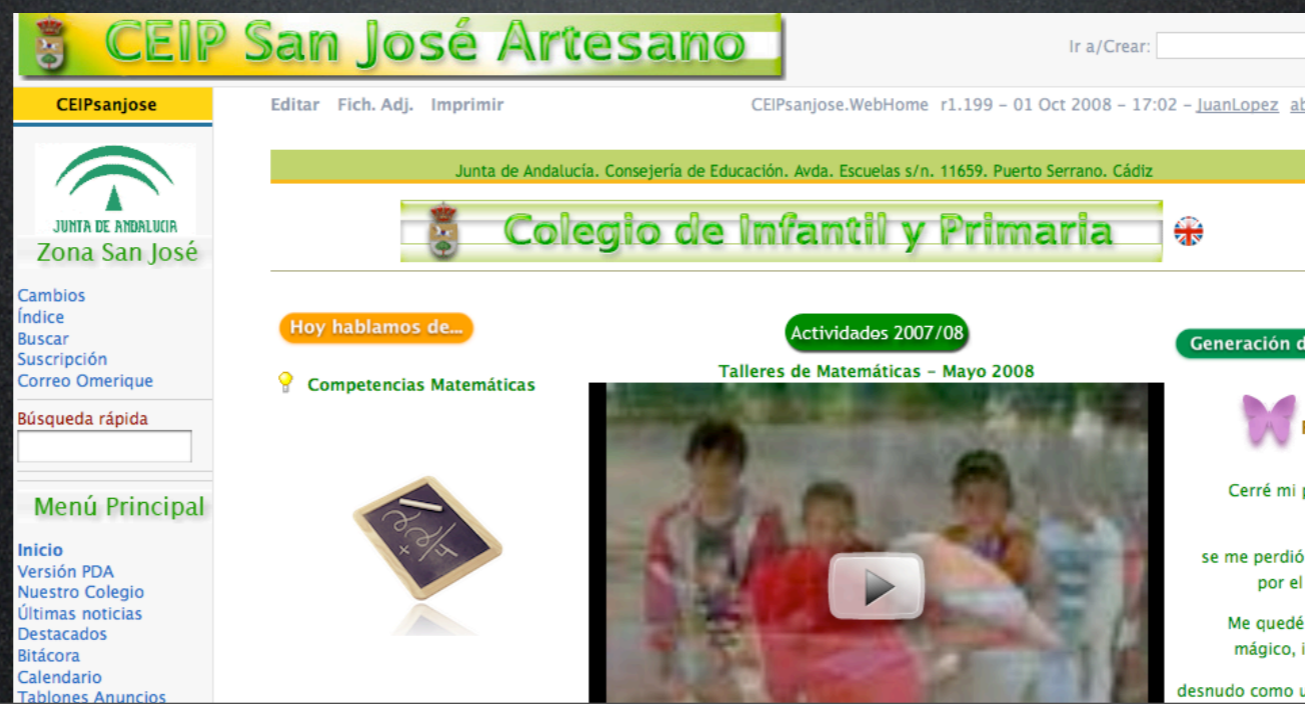 CEIP San José Artesano
Ir a/Crear:
CEIPsanjose
Editar Fich. Adj. Imprimir
CEIPsanjose.WebHome r1.199 – 01 Oct 2008 – 17:02 – JuanLopez
JUNTA DE ANDALUCIA
Zona San José
Cambios
Índice
Buscar
Suscripción
Correo Omerique
Búsqueda rápida
Menú Principal
Inicio
Versión PDA
Nuestro Colegio
Últimas noticias
Destacados
Bitácora
Calendario
Tablones Anuncios
Junta de Andalucía. Consejería de Educación. Avda. Escuelas s/n. 11659. Puerto Serrano. Cádiz
Colegio de Infantil y Primaria
Hoy hablamos de...
Competencias Matemáticas
2
+2
4
Actividades 2007/08
Talleres de Matemáticas – Mayo 2008
Generación
Cerré mi
se me perdió
por el
Me quedé
mágico,
desnudo como